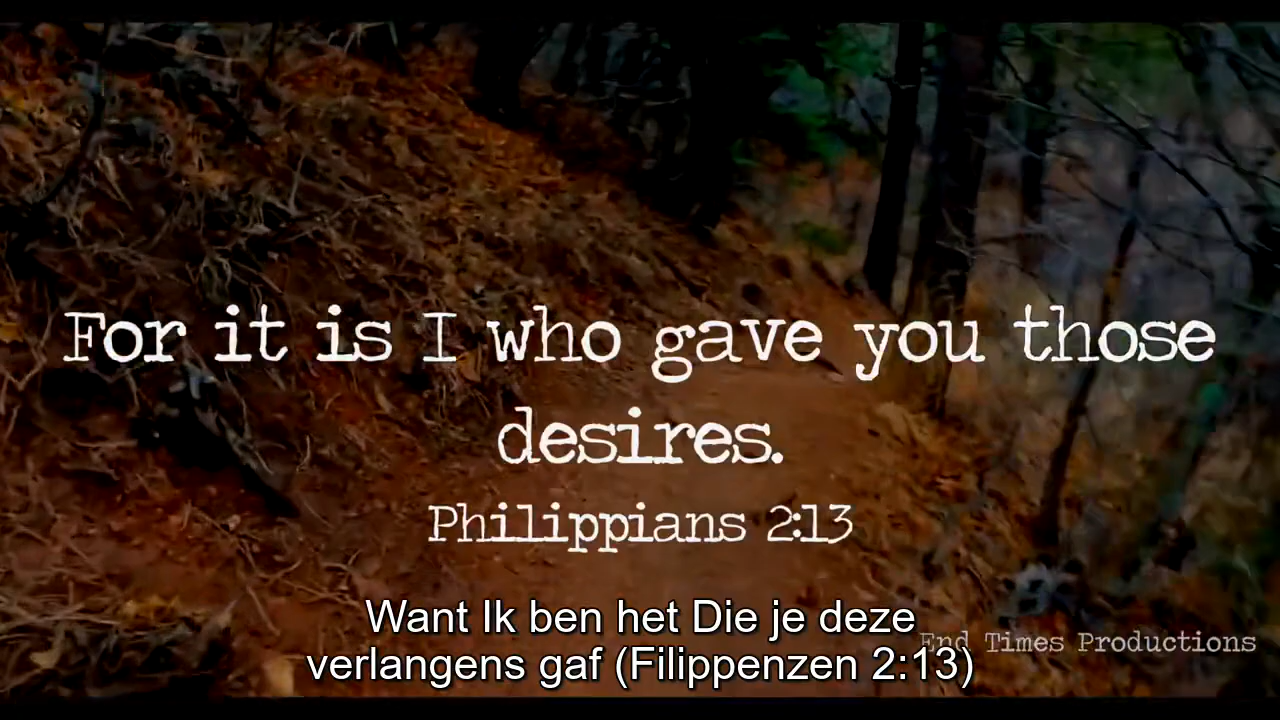 For it is I who gave you those
desires.
Philippians 2:13
Want Ik ben het Die je deze
verlangens gaf (Filippenzen 2:13)
End Times Productions